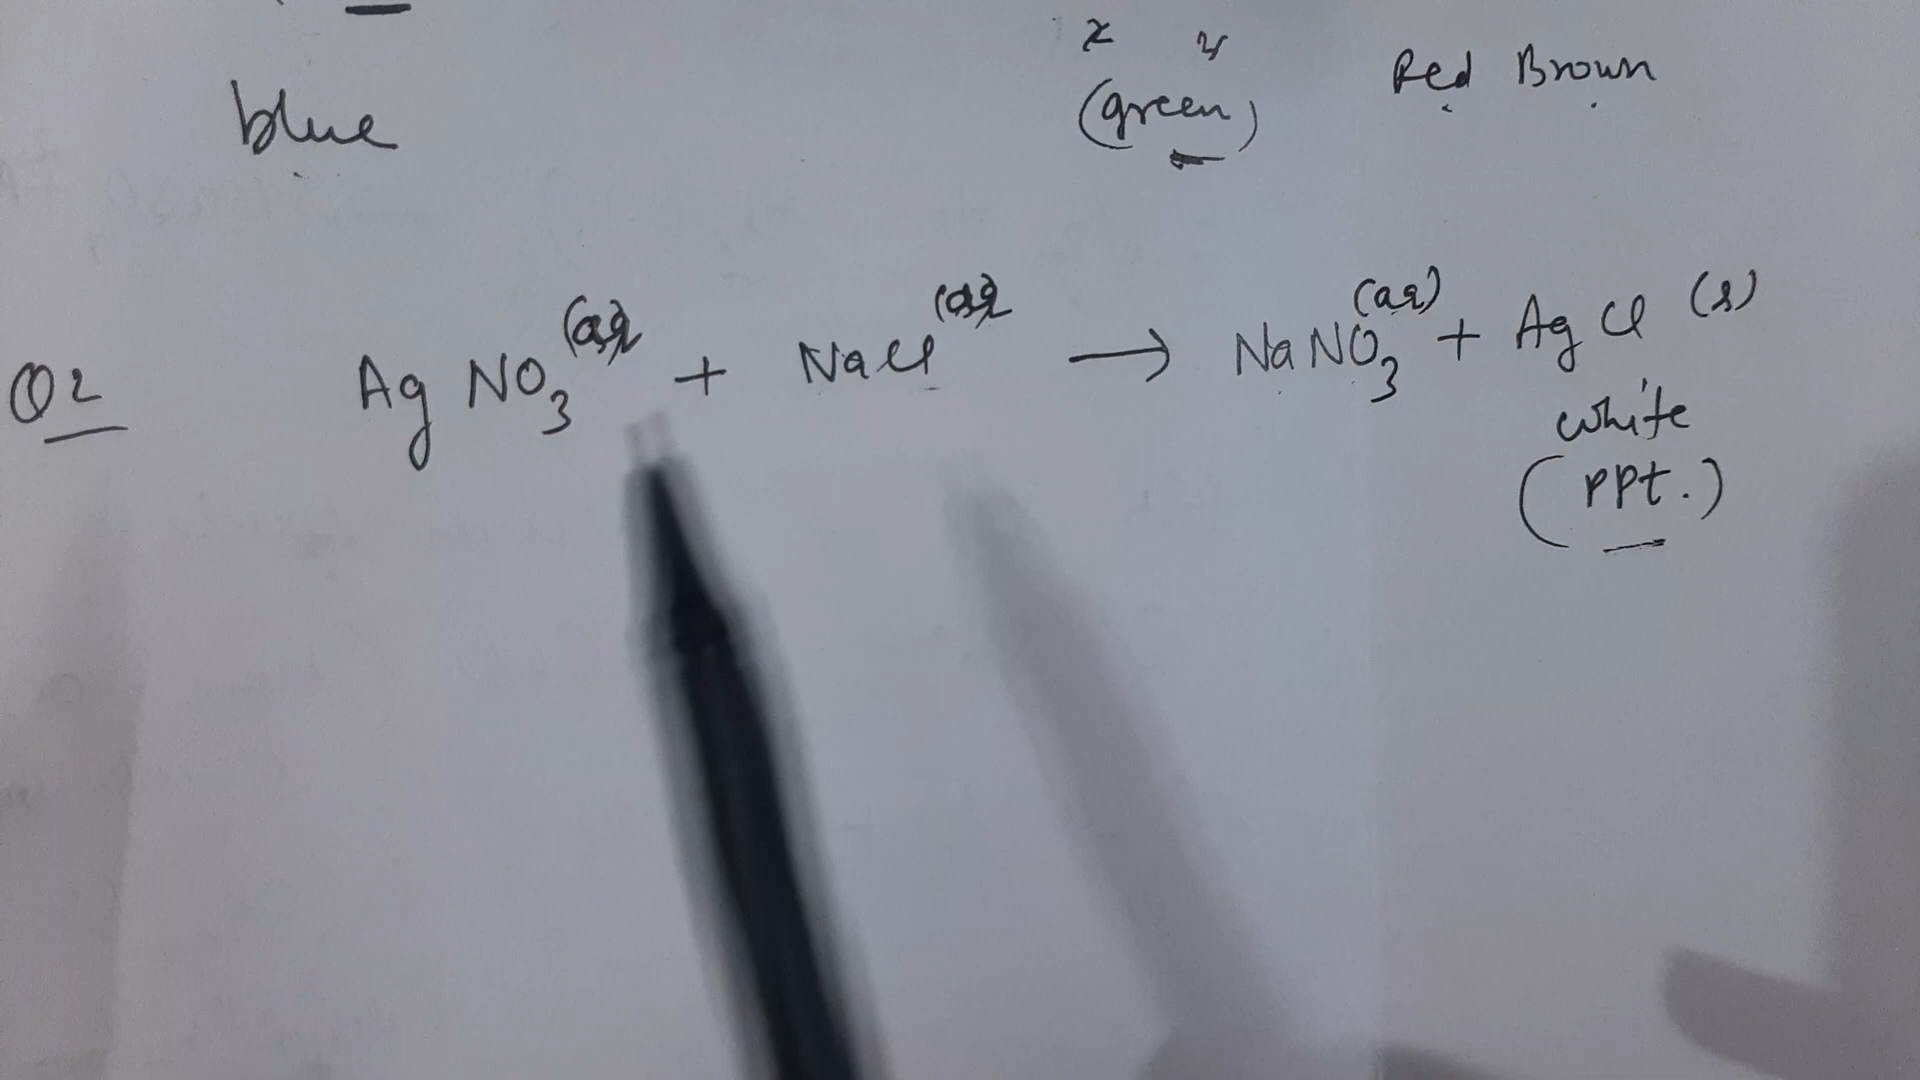 x y
blue (green) Red Brown
Q2 AgNO₃(aq) + NaCl(aq) → NaNO₃(aq) + AgCl (s)
white
(PPt.)